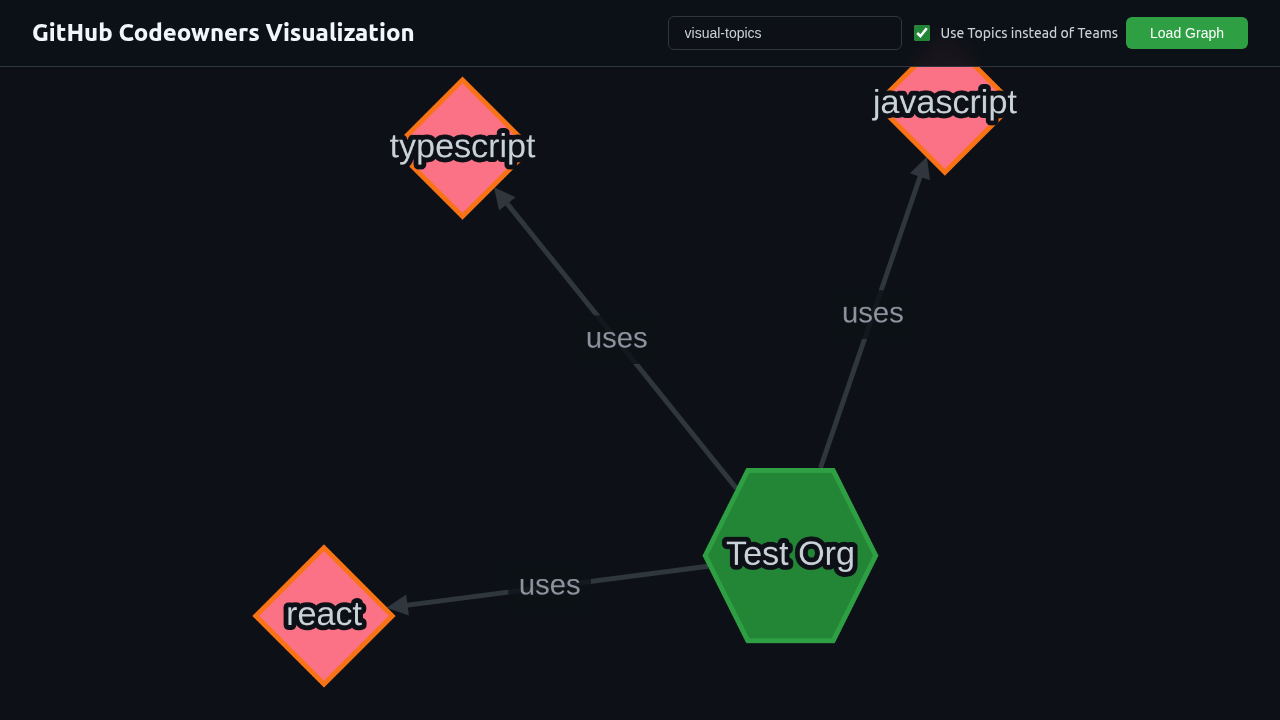 GitHub Codeowners Visualization
visual-topics
Use Topics instead of Teams
Load Graph
javascript
typescript
uses
uses
Test Org
uses
react